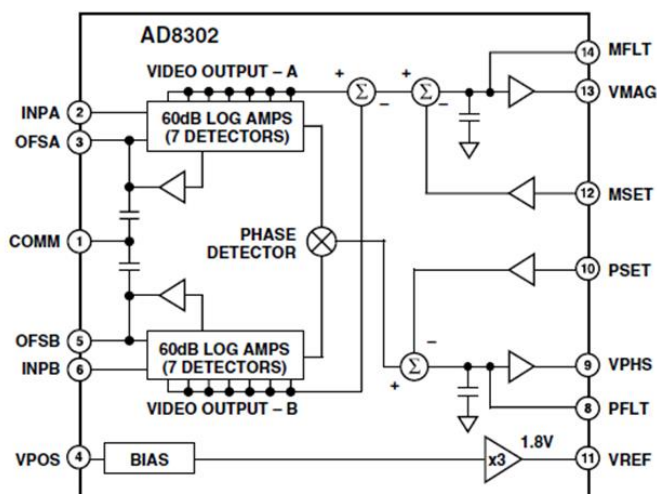 AD8302
VIDEO OUTPUT – A
60dB LOG AMPS
(7 DETECTORS)
INPA 2
OFSA 3
COMM 1
OFSB 5
INPB 6
VPOS 4
PHASE
DETECTOR
60dB LOG AMPS
(7 DETECTORS)
VIDEO OUTPUT – B
BIAS
+ Σ –
+ Σ –
– + Σ
x3
1.8V
14 MFLT
13 VMAG
12 MSET
10 PSET
9 VPHS
8 PFLT
11 VREF